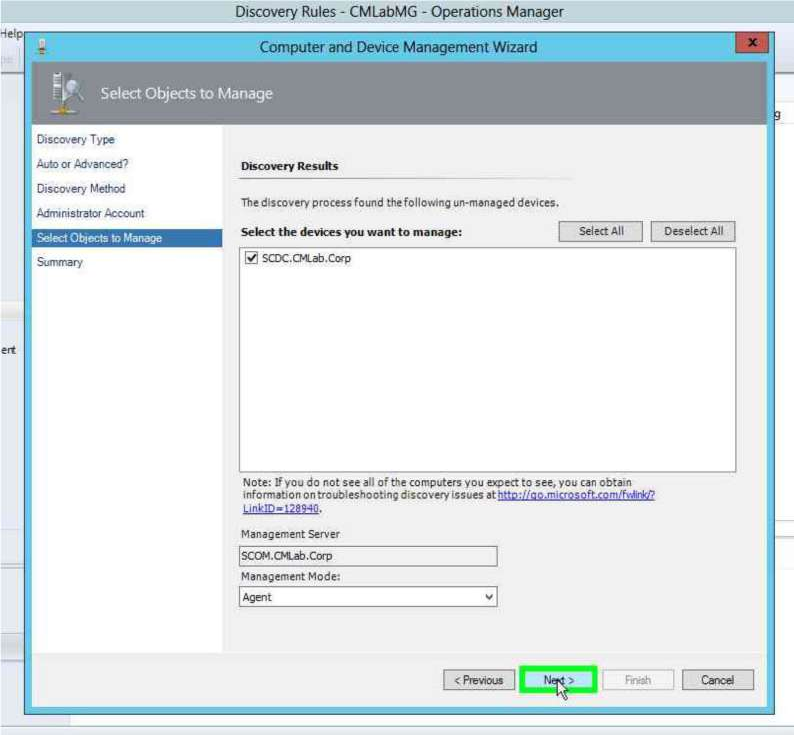 Discovery Rules - CMLabMG - Operations Manager
Help
Computer and Device Management Wizard
x
Select Objects to Manage
g
Discovery Type
Auto or Advanced?
Discovery Method
Administrator Account
Select Objects to Manage
Summary
Discovery Results
The discovery process found the following un-managed devices.
Select the devices you want to manage:
Select All
Deselect All
SCDC.CMLab.Corp
ent
Note: If you do not see all of the computers you expect to see, you can obtain
information on troubleshooting discovery issues at http://go.microsoft.com/fwlink/?
LinkID=128940.
Management Server
SCOM.CMLab.Corp
Management Mode:
Agent
< Previous
Next >
Finish
Cancel